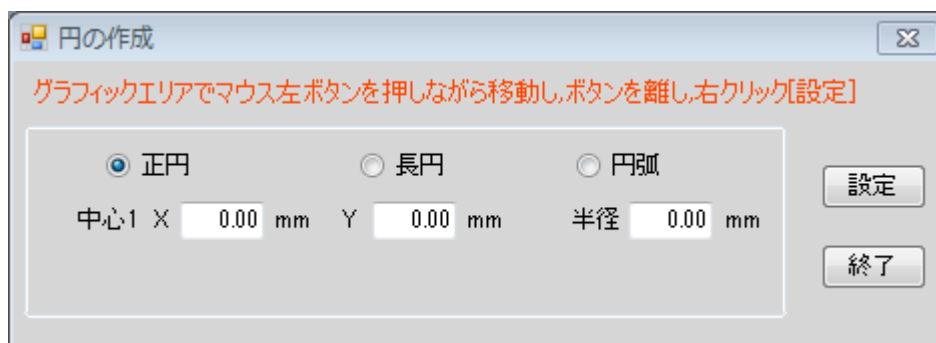 円の作成
グラフィックエリアでマウス左ボタンを押しながら移動し,ボタンを離し,右クリック[設定]
正円 長円 円弧
設定
中心1 X 0.00 mm Y 0.00 mm 半径 0.00 mm
終了